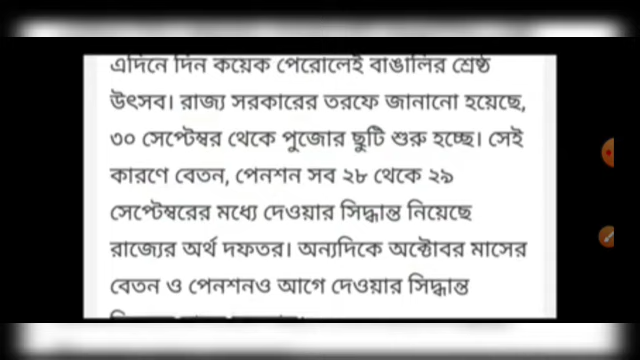 এদিনে দিন কয়েক পেরোলেই বাঙালির শ্রেষ্ঠ
উৎসব। রাজ্য সরকারের তরফে জানানো হয়েছে,
৩০ সেপ্টেম্বর থেকে পুজোর ছুটি শুরু হচ্ছে। সেই
কারণে বেতন, পেনশন সব ২৮ থেকে ২৯
সেপ্টেম্বরের মধ্যে দেওয়ার সিদ্ধান্ত নিয়েছে
রাজ্যের অর্থ দফতর। অন্যদিকে অক্টোবর মাসের
বেতন ও পেনশনও আগে দেওয়ার সিদ্ধান্ত